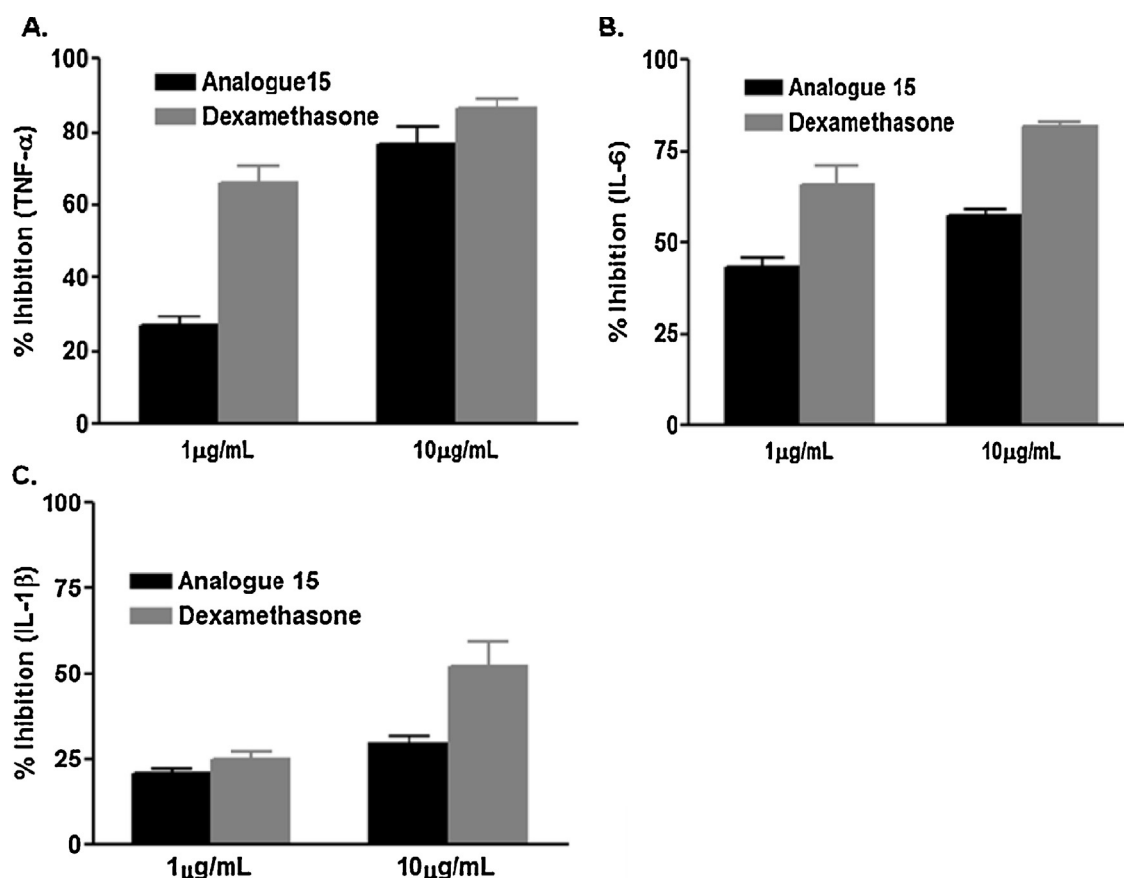 A.
% Ihibition (TNF-α)
100
80
60
40
20
0
Analogue15
Dexamethasone
1μg/mL
10μg/mL
B.
% Ihibition (IL-6)
100
75
50
25
0
Analogue 15
Dexamethasone
1μg/mL
10μg/mL
C.
% Ihibition (IL-1β)
100
75
50
25
0
Analogue 15
Dexamethasone
1μg/mL
10μg/mL